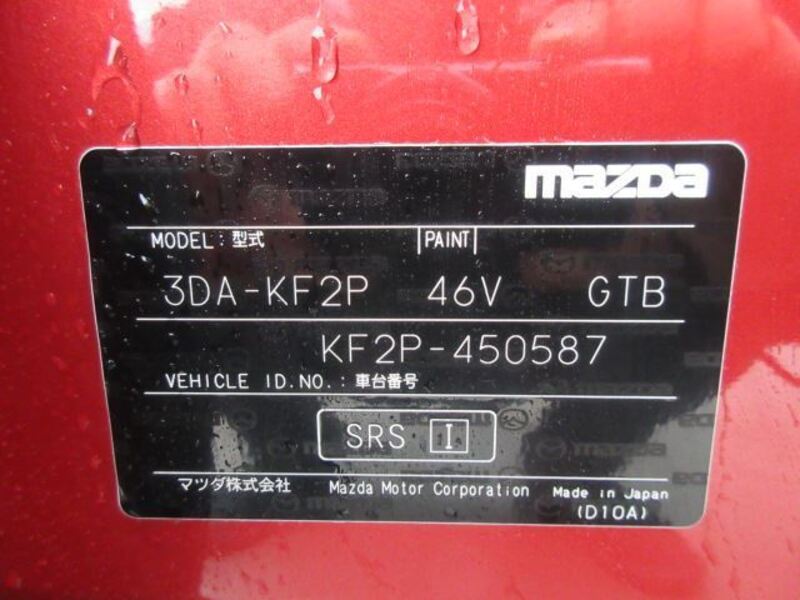 mazda
MODEL : 型式 PAINT
3DA-KF2P 46V GTB
KF2P-450587
VEHICLE ID.NO. : 車台番号
SRS I
マツダ株式会社 Mazda Motor Corporation Made in Japan
(D10A)